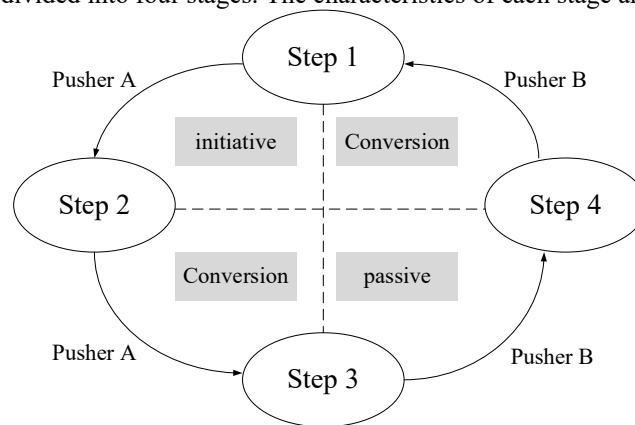 divided into four stages. The characteristics of each stage a
Step 1
Pusher A
Pusher B
initiative
Conversion
Step 2
Step 4
Conversion
passive
Pusher A
Pusher B
Step 3